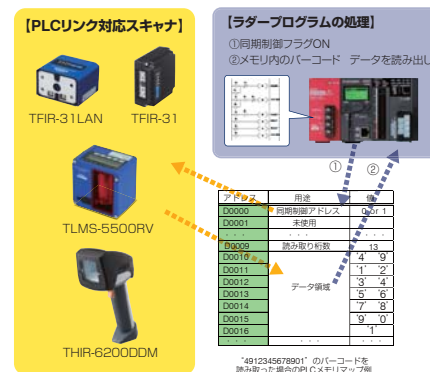 【PLCリンク対応スキャナ】
TFIR-31LAN
TFIR-31
TLMS-5500RV
THIR-6200DDM
【ラダープログラムの処理】
①同期制御フラグON
②メモリ内のバーコード データを読み出し
①
②
アドレス 用途 値
D0000 同期制御アドレス 0 or 1
D0001 未使用
・・・ ・・・ ・・・
D0009 読み取り桁数 13
D0010 データ領域 '4' '9'
D0011 '1' '2'
D0012 '3' '4'
D0013 '5' '6'
D0014 '7' '8'
D0015 '9' '0'
D0016 '1'
・・・ ・・・ ・・・
"4912345678901" のバーコードを
読み取った場合のPLCメモリマップ例